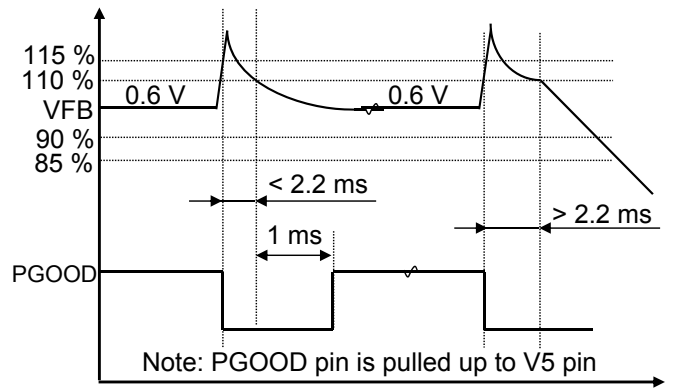 115 %
110 %
0.6 V
0.6 V
VFB
90 %
85 %
< 2.2 ms
> 2.2 ms
1 ms
PGOOD
Note: PGOOD pin is pulled up to V5 pin